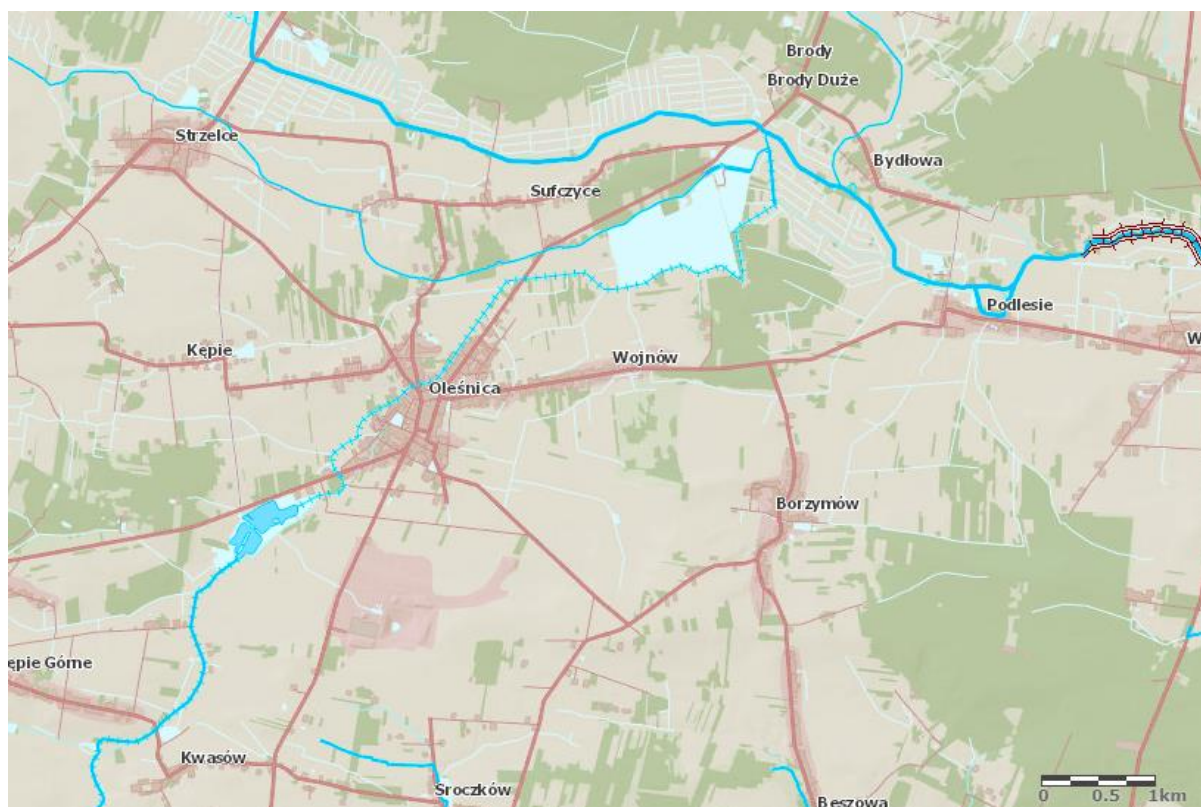 Brody
Brody Duże
Strzelce
Bydłowa
Sufczyce
Podlesie
W
Kępie
Wojnów
Oleśnica
Borzymów
ępie Górne
Kwasów
Sroczków
Beszowa
0 0.5 1km